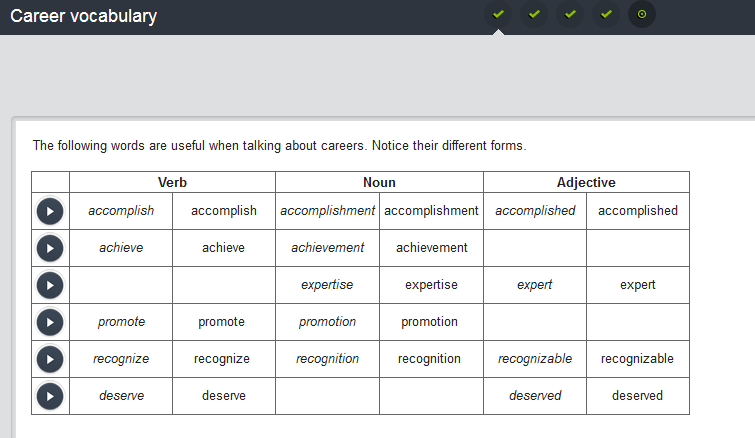 Career vocabulary
The following words are useful when talking about careers. Notice their different forms.
Verb Noun Adjective
accomplish accomplish accomplishment accomplishment accomplished accomplished
achieve achieve achievement achievement
expertise expertise expert expert
promote promote promotion promotion
recognize recognize recognition recognition recognizable recognizable
deserve deserve deserved deserved